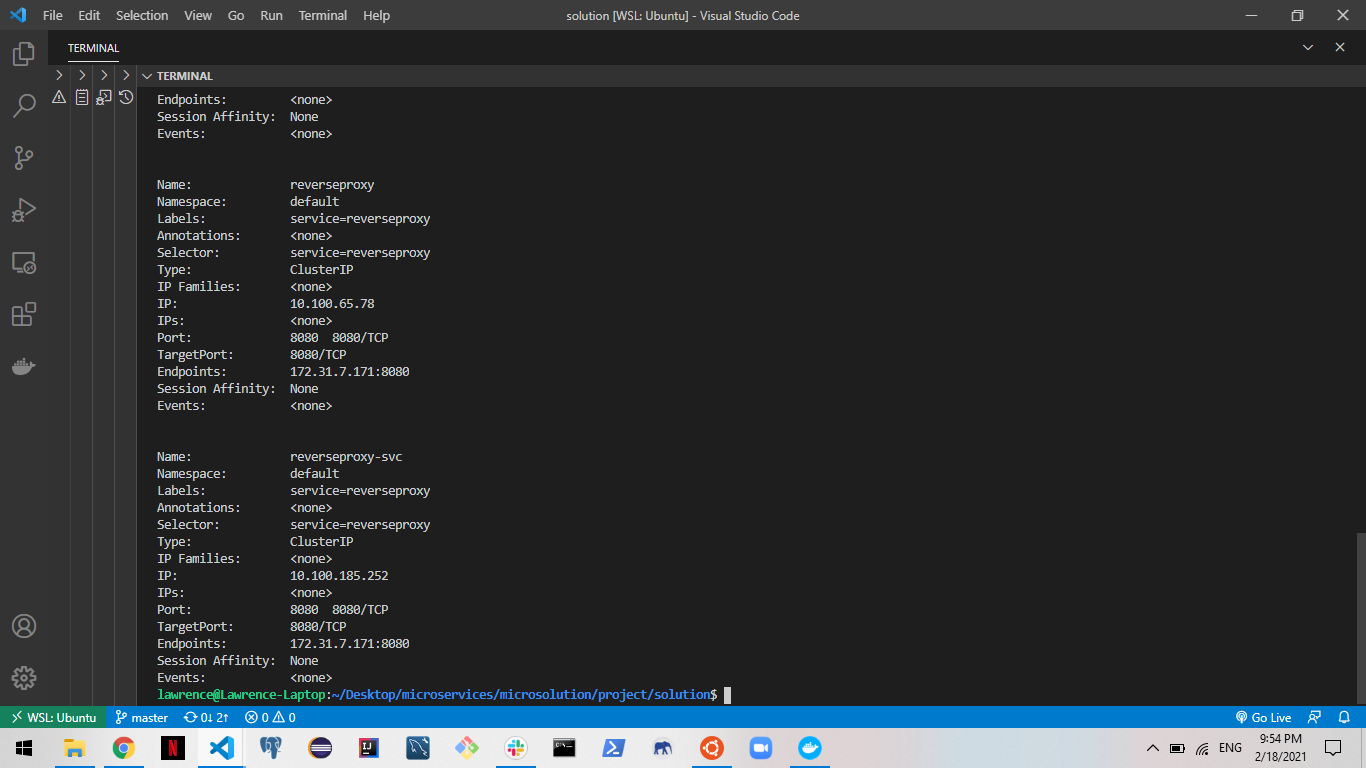 File Edit Selection View Go Run Terminal Help solution [WSL: Ubuntu] - Visual Studio Code
TERMINAL
TERMINAL
Endpoints: <none>
Session Affinity: None
Events: <none>
Name: reverseproxy
Namespace: default
Labels: service=reverseproxy
Annotations: <none>
Selector: service=reverseproxy
Type: ClusterIP
IP Families: <none>
IP: 10.100.65.78
IPs: <none>
Port: 8080 8080/TCP
TargetPort: 8080/TCP
Endpoints: 172.31.7.171:8080
Session Affinity: None
Events: <none>
Name: reverseproxy-svc
Namespace: default
Labels: service=reverseproxy
Annotations: <none>
Selector: service=reverseproxy
Type: ClusterIP
IP Families: <none>
IP: 10.100.185.252
IPs: <none>
Port: 8080 8080/TCP
TargetPort: 8080/TCP
Endpoints: 172.31.7.171:8080
Session Affinity: None
Events: <none>
lawrence@Lawrence-Laptop:~/Desktop/microservices/microsolution/project/solution$
WSL: Ubuntu master 0↓ 2↑ 0 0 Go Live
ENG 9:54 PM
2/18/2021